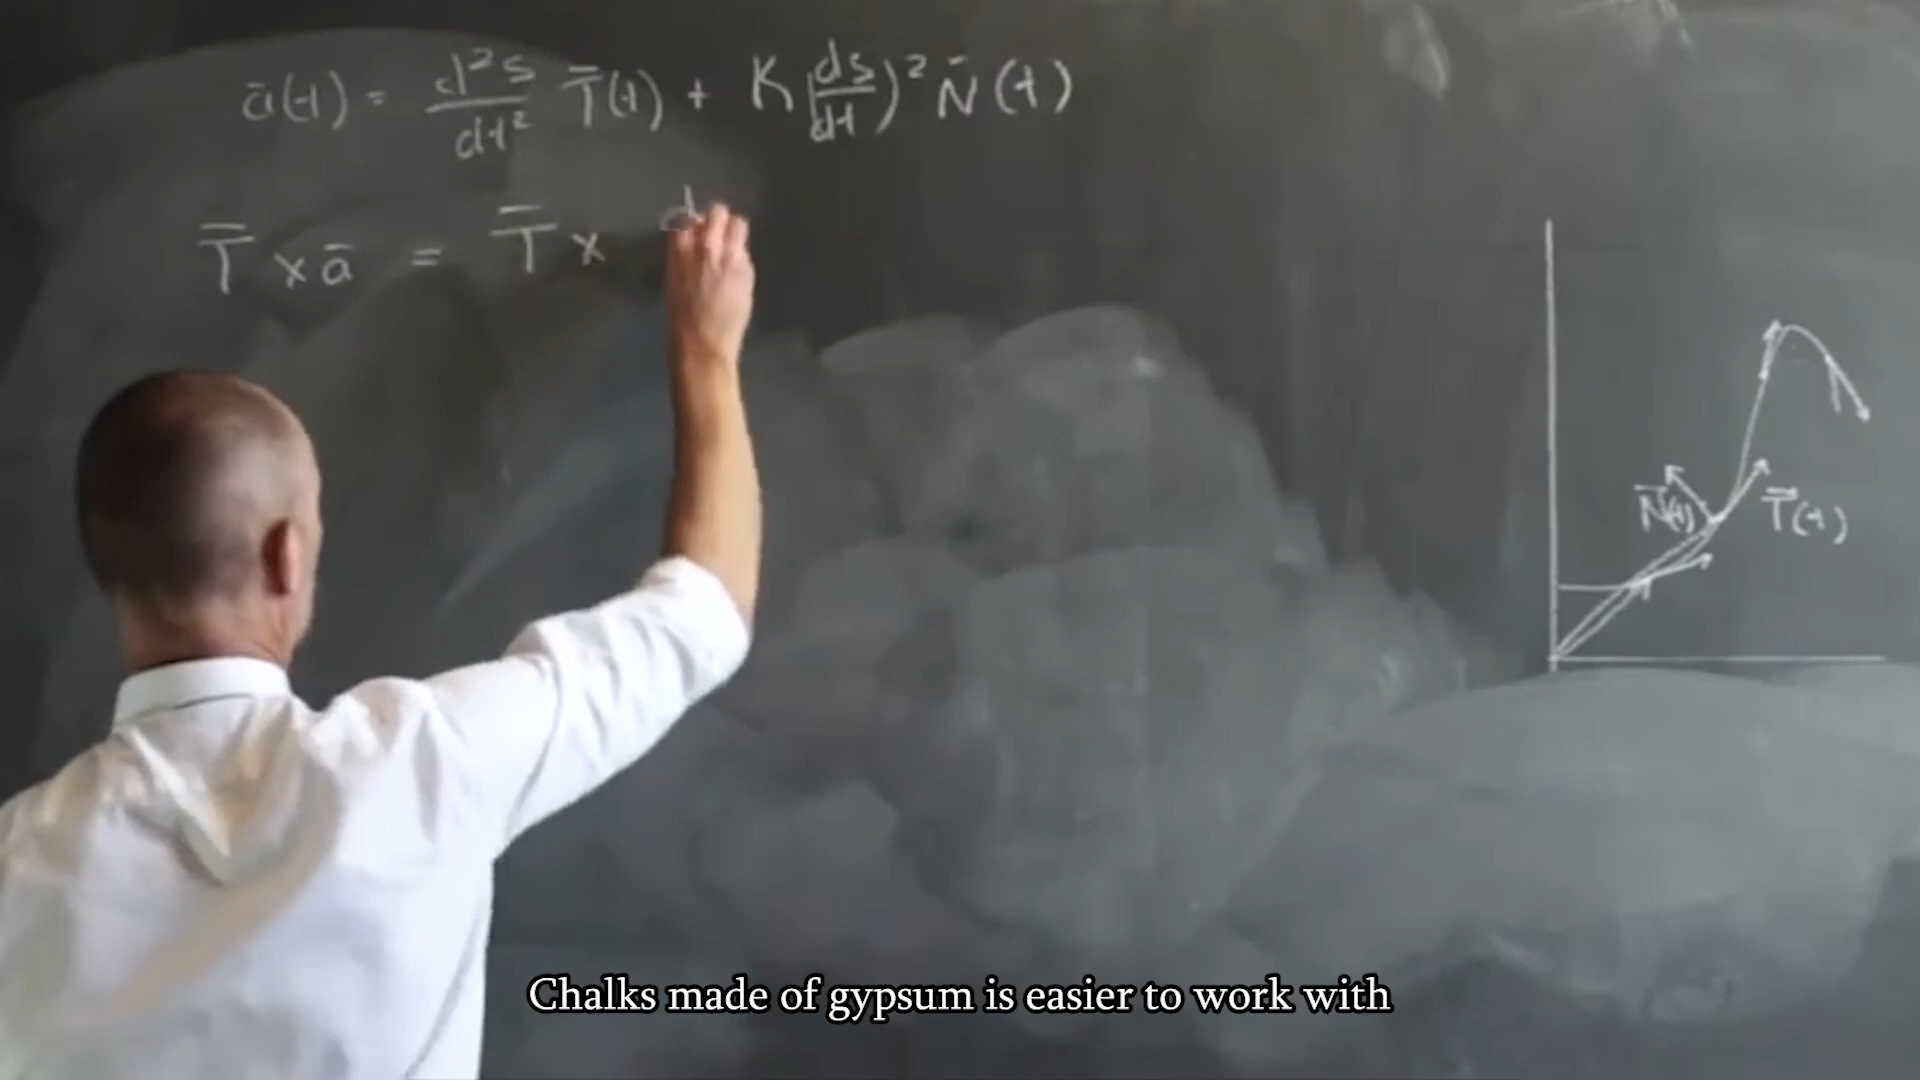 ā(t) = d²s/dt² T̄(t) + K(ds/dt)² N̄(t)
T̄ x ā = T̄ x d
N̄(t) T̄(t)
Chalks made of gypsum is easier to work with